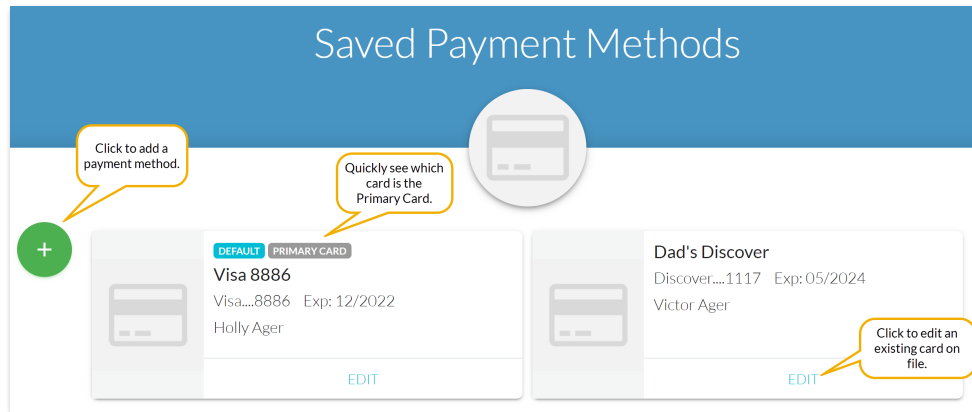 Saved Payment Methods
Click to add a
payment method.
Quickly see which
card is the
Primary Card.
+
DEFAULT PRIMARY CARD
Visa 8886
Visa....8886 Exp: 12/2022
Holly Ager
EDIT
Dad's Discover
Discover....1117 Exp: 05/2024
Victor Ager
Click to edit an
existing card on
file.
EDIT